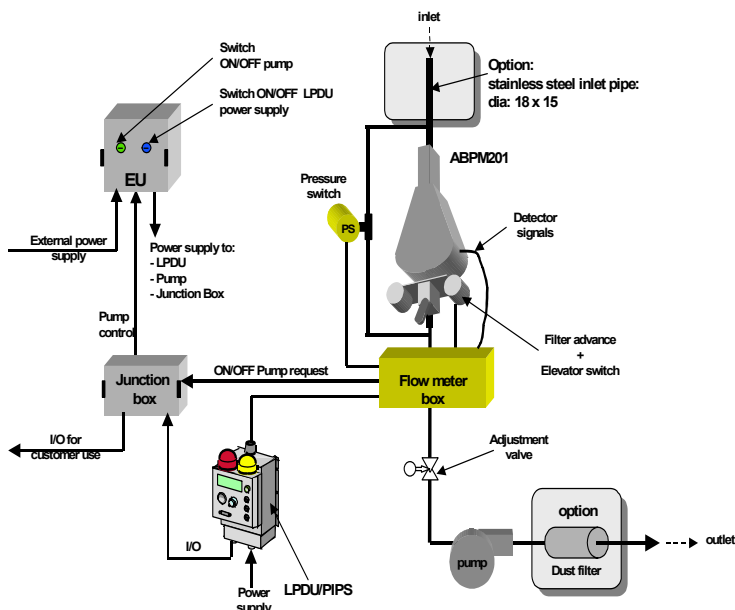 inlet
Switch
ON/OFF pump
Option:
stainless steel inlet pipe:
dia: 18 x 15
Switch ON/OFF LPDU
power supply
ABPM201
EU
Pressure
switch
PS
Detector
signals
External power
supply
Power supply to:
- LPDU
- Pump
- Junction Box
Pump
control
Filter advance
+
Elevator switch
Junction
box
ON/OFF Pump request
Flow meter
box
I/O for
customer use
Adjustment
valve
option
outlet
I/O
pump
Dust filter
LPDU/PIPS
Power
supply